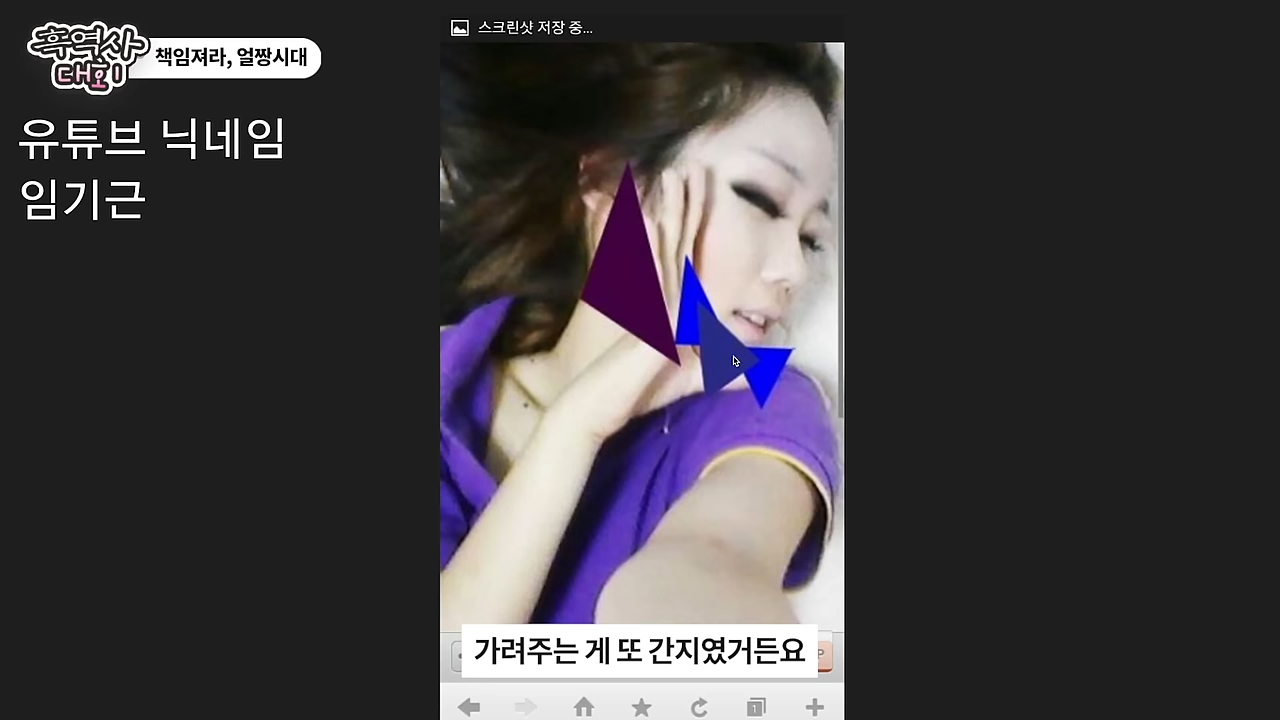 흑역사
대회
책임져라, 얼짱시대
유튜브 닉네임
임기근
스크린샷 저장 중...
가려주는 게 또 간지였거든요
P
1